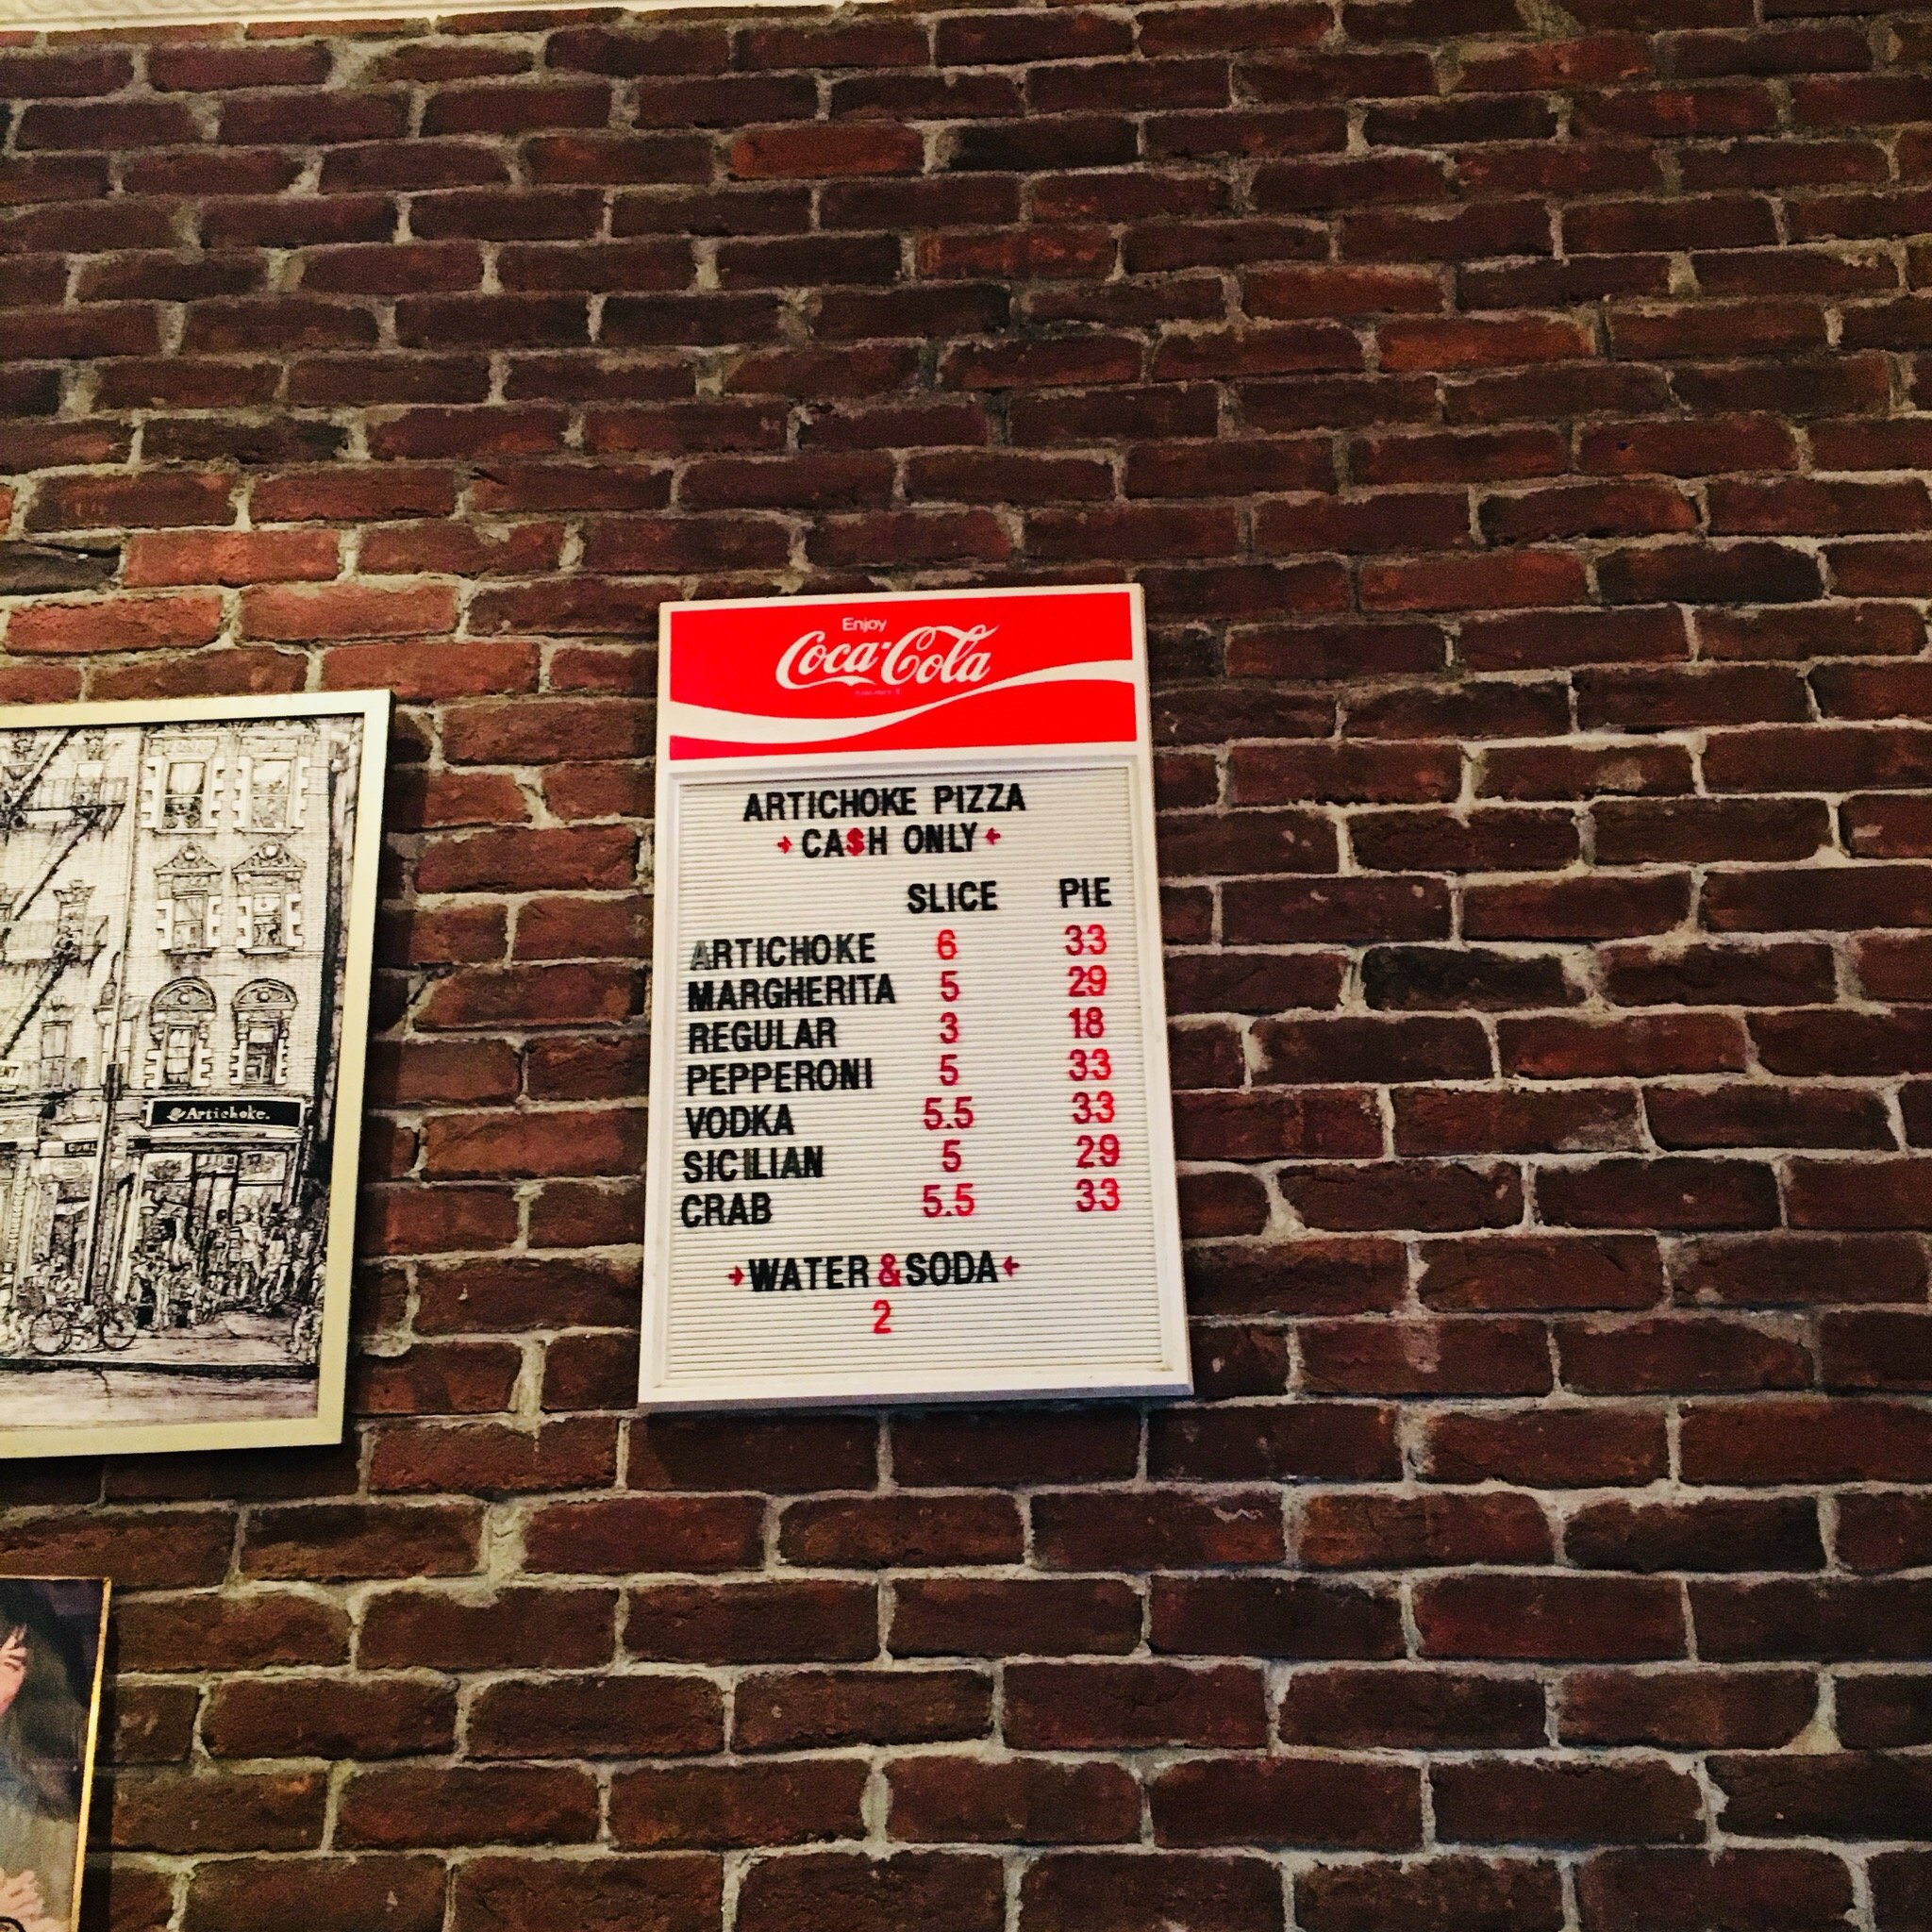 Enjoy
Coca-Cola
ARTICHOKE PIZZA
CA$H ONLY
SLICE PIE
ARTICHOKE 6 33
MARGHERITA 5 29
REGULAR 3 18
PEPPERONI 5 33
VODKA 5.5 33
SICILIAN 5 29
CRAB 5.5 33
WATER & SODA
2
Artichoke.